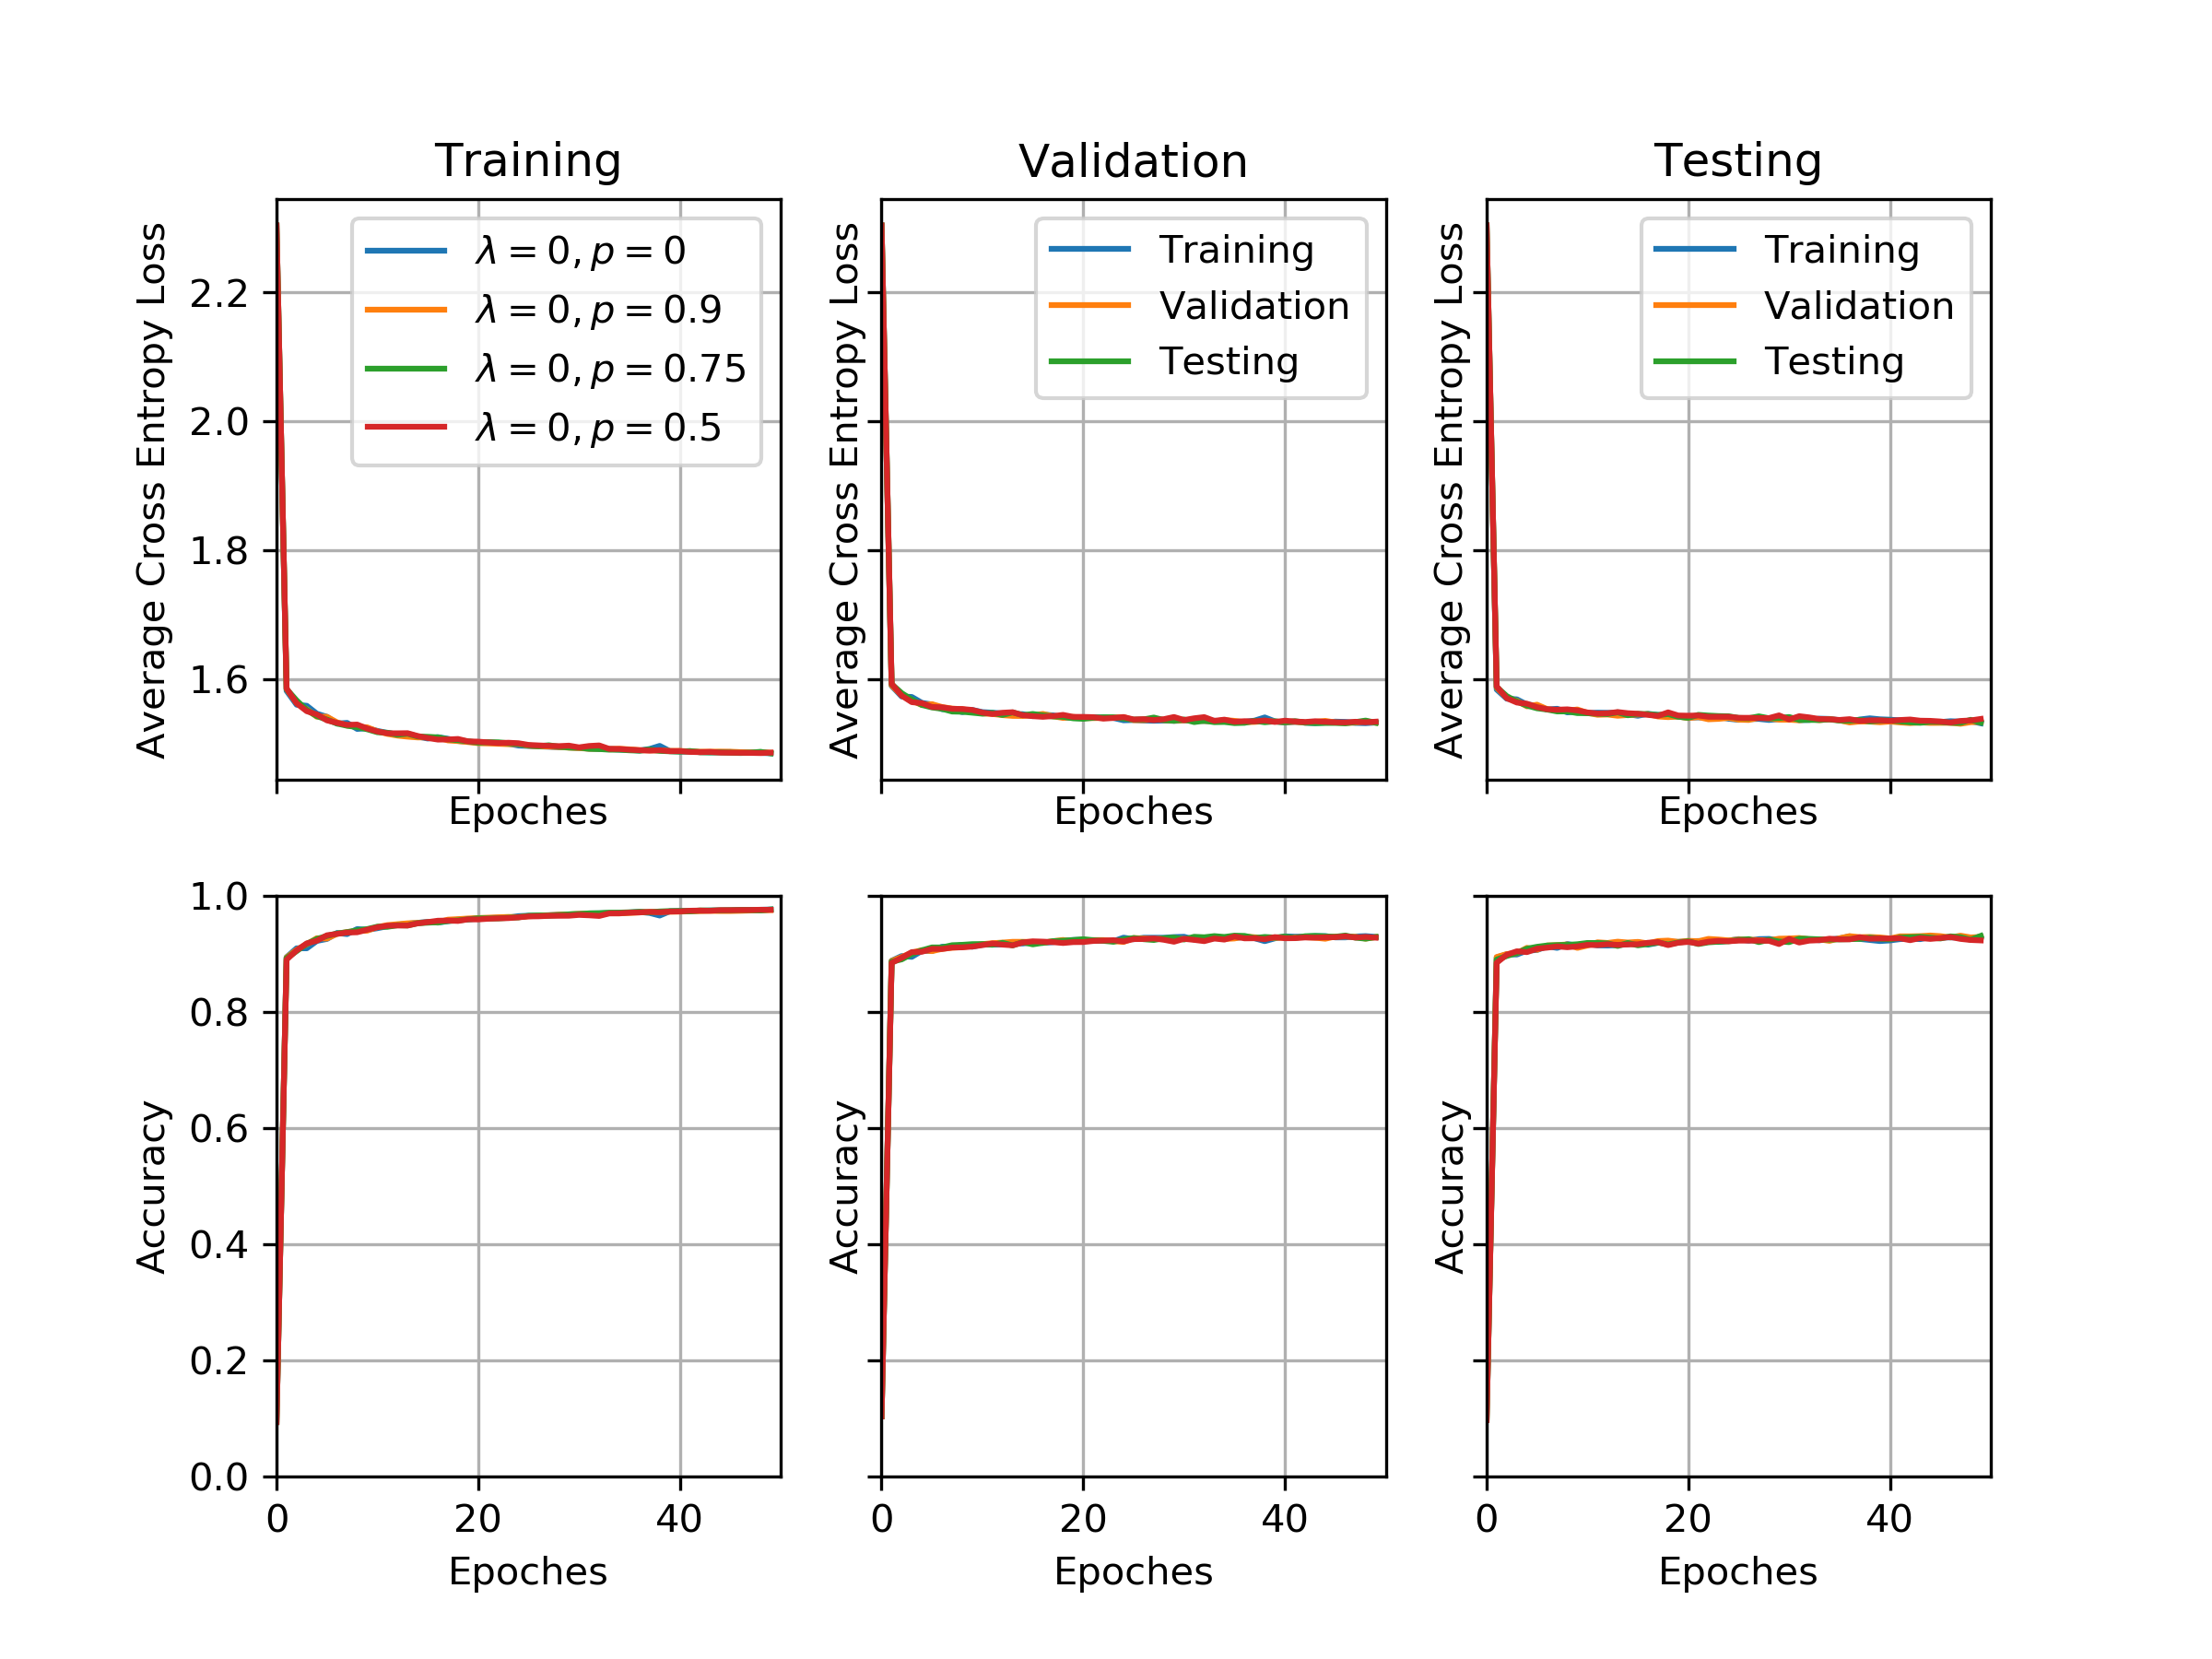 Training
Validation
Testing
Average Cross Entropy Loss
2.2
2.0
1.8
1.6
λ = 0, p = 0
λ = 0, p = 0.9
λ = 0, p = 0.75
λ = 0, p = 0.5
Epoches
Average Cross Entropy Loss
Training
Validation
Testing
Epoches
Average Cross Entropy Loss
Training
Validation
Testing
Epoches
Accuracy
1.0
0.8
0.6
0.4
0.2
0.0
0 20 40
Epoches
Accuracy
0 20 40
Epoches
Accuracy
0 20 40
Epoches